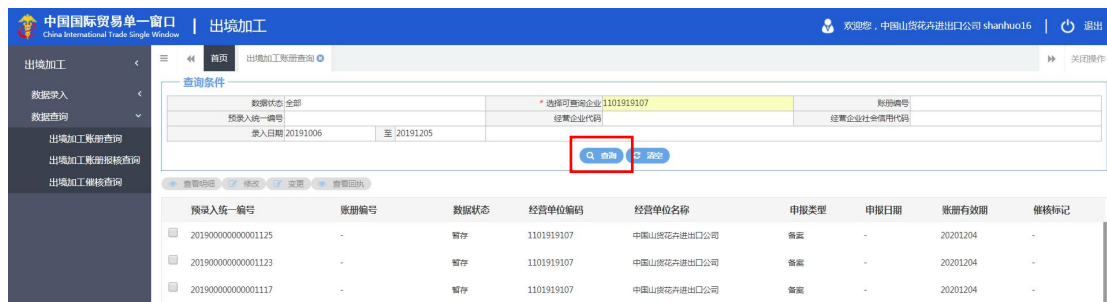 中国国际贸易单一窗口 | 出境加工
China International Trade Single Window
欢迎您，中国山货花卉进出口公司 shanhuo16 | 退出
出境加工
首页 出境加工账册查询 关闭操作
数据录入
数据查询
出境加工账册查询
出境加工账册报核查询
出境加工催核查询
查询条件
数据状态 全部 * 选择可查询企业 1101919107 账册编号
预录入统一编号 经营企业代码 经营企业社会信用代码
录入日期 20191006 至 20191205
查询 清空
查看明细 修改 变更 查看回执
预录入统一编号 账册编号 数据状态 经营单位编码 经营单位名称 申报类型 申报日期 账册有效期 催核标记
201900000000001125 - 暂存 1101919107 中国山货花卉进出口公司 备案 - 20201204 -
201900000000001123 - 暂存 1101919107 中国山货花卉进出口公司 备案 - 20201204 -
201900000000001117 - 暂存 1101919107 中国山货花卉进出口公司 备案 - 20201204 -